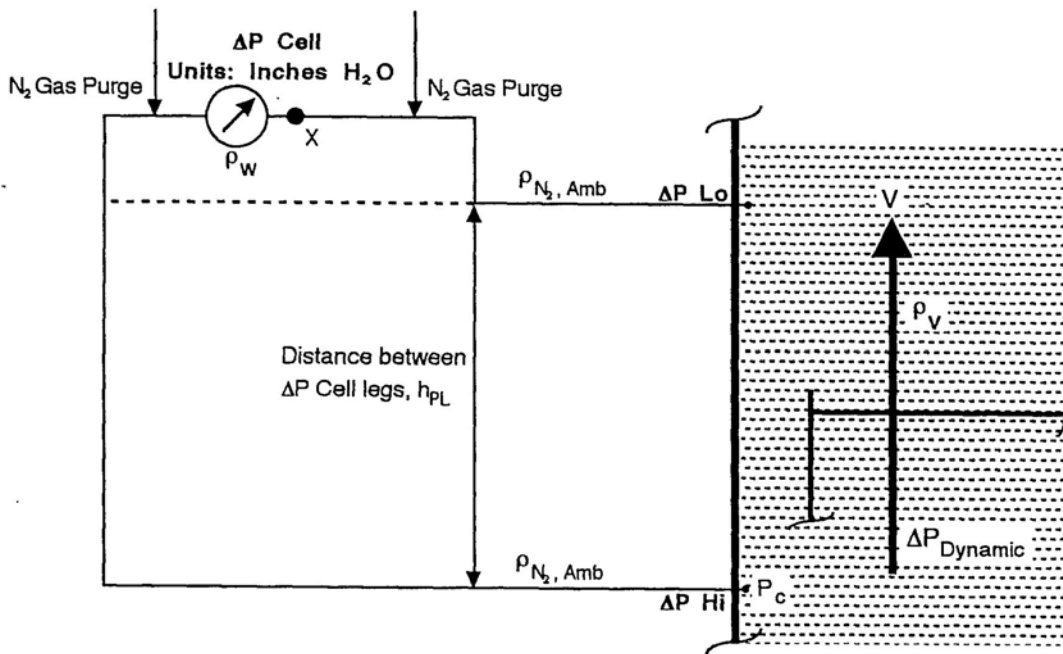 ΔP Cell
Units: Inches H₂O
N₂ Gas Purge
N₂ Gas Purge
X
ρ_W
ρ_N₂, Amb
ΔP Lo
V
ρ_V
Distance between
ΔP Cell legs, h_PL
ΔP_Dynamic
ρ_N₂, Amb
ΔP Hi
P_c